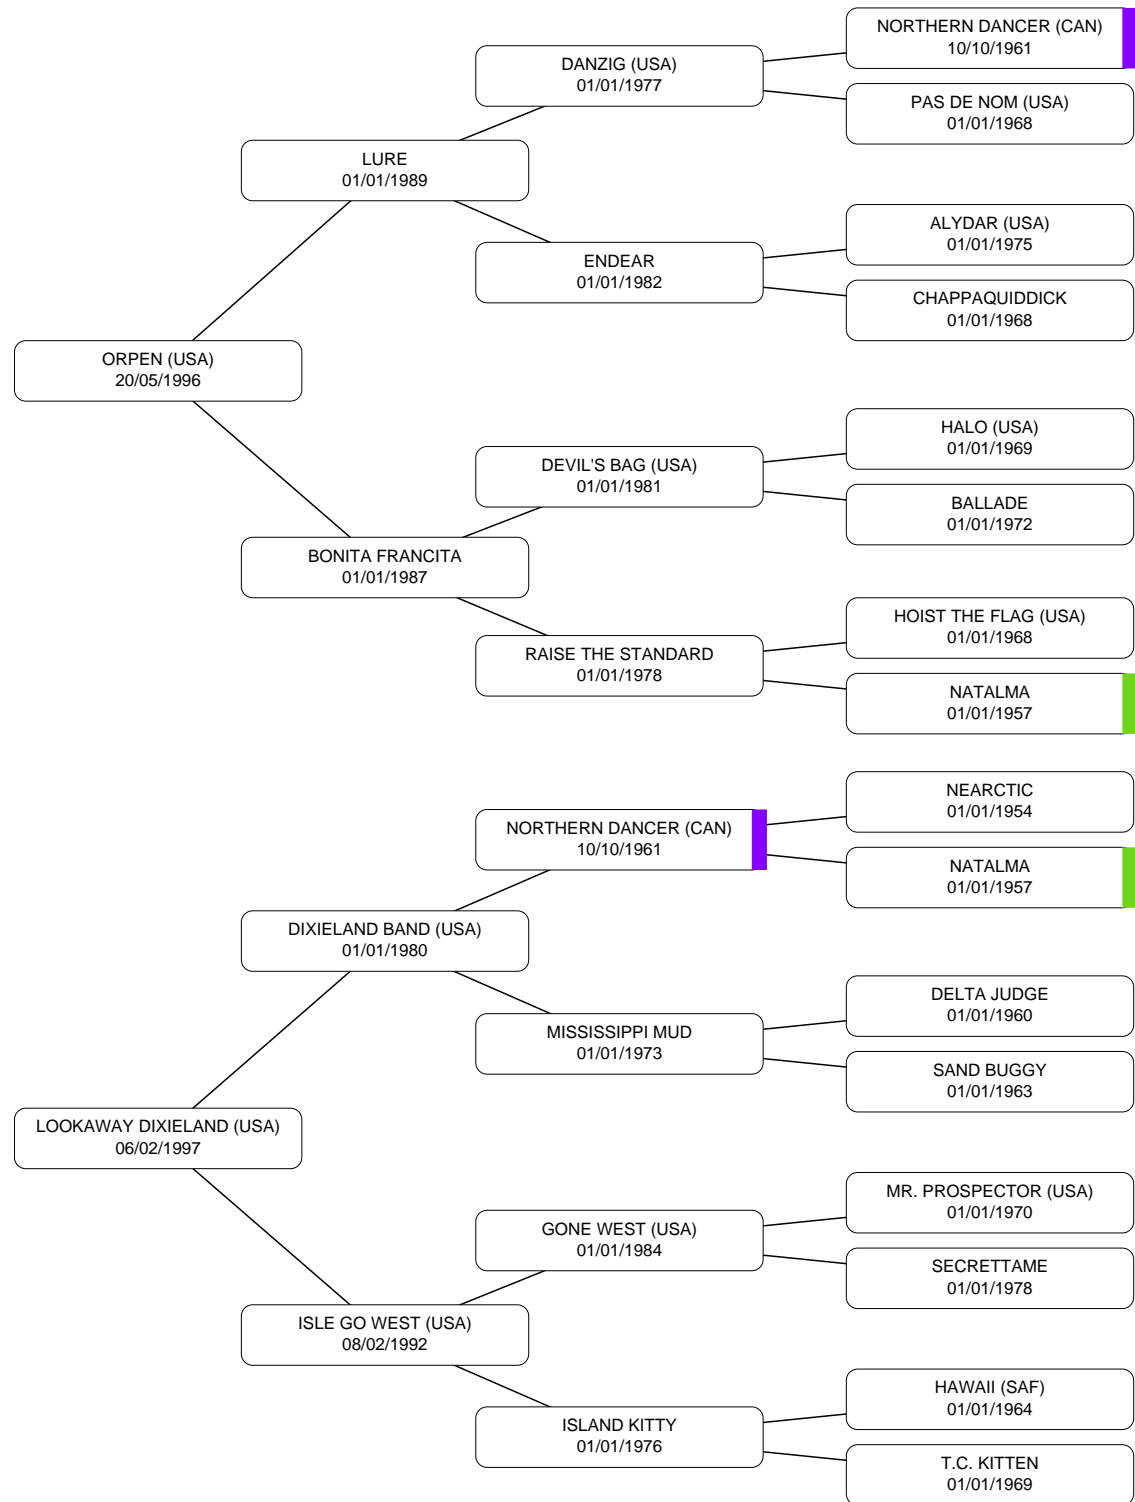 NORTHERN DANCER (CAN)
10/10/1961
DANZIG (USA)
01/01/1977
PAS DE NOM (USA)
01/01/1968
LURE
01/01/1989
ALYDAR (USA)
01/01/1975
ENDEAR
01/01/1982
CHAPPAQUIDDICK
01/01/1968
ORPEN (USA)
20/05/1996
HALO (USA)
01/01/1969
DEVIL'S BAG (USA)
01/01/1981
BALLADE
01/01/1972
BONITA FRANCITA
01/01/1987
HOIST THE FLAG (USA)
01/01/1968
RAISE THE STANDARD
01/01/1978
NATALMA
01/01/1957
NEARCTIC
01/01/1954
NORTHERN DANCER (CAN)
10/10/1961
NATALMA
01/01/1957
DIXIELAND BAND (USA)
01/01/1980
DELTA JUDGE
01/01/1960
MISSISSIPPI MUD
01/01/1973
SAND BUGGY
01/01/1963
LOOKAWAY DIXIELAND (USA)
06/02/1997
MR. PROSPECTOR (USA)
01/01/1970
GONE WEST (USA)
01/01/1984
SECRETTAME
01/01/1978
ISLE GO WEST (USA)
08/02/1992
HAWAII (SAF)
01/01/1964
ISLAND KITTY
01/01/1976
T.C. KITTEN
01/01/1969